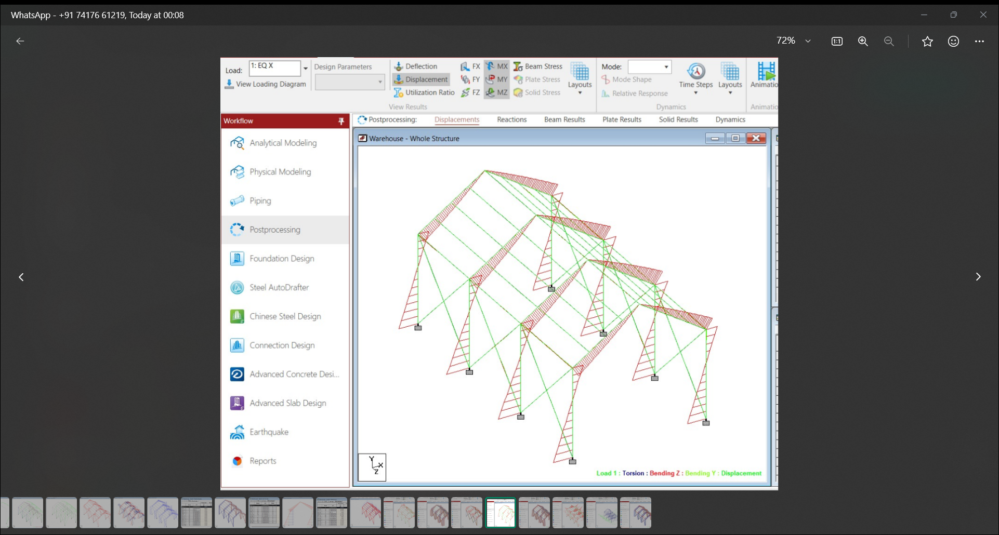 WhatsApp - +91 74176 61219, Today at 00:08
72%
Load: 1: EQ X
View Loading Diagram
Design Parameters
Deflection
Displacement
Utilization Ratio
FX
FY
FZ
MX
MY
MZ
Beam Stress
Plate Stress
Solid Stress
Layouts
View Results
Mode:
Mode Shape
Relative Response
Time Steps
Layouts
Dynamics
Animatio
Animatio
Workflow
Postprocessing: Displacements Reactions Beam Results Plate Results Solid Results Dynamics
Warehouse - Whole Structure
Analytical Modeling
Physical Modeling
Piping
Postprocessing
Foundation Design
Steel AutoDrafter
Chinese Steel Design
Connection Design
Advanced Concrete Desi...
Advanced Slab Design
Earthquake
Reports
Y
X
Z
Load 1 : Torsion : Bending Z : Bending Y : Displacement